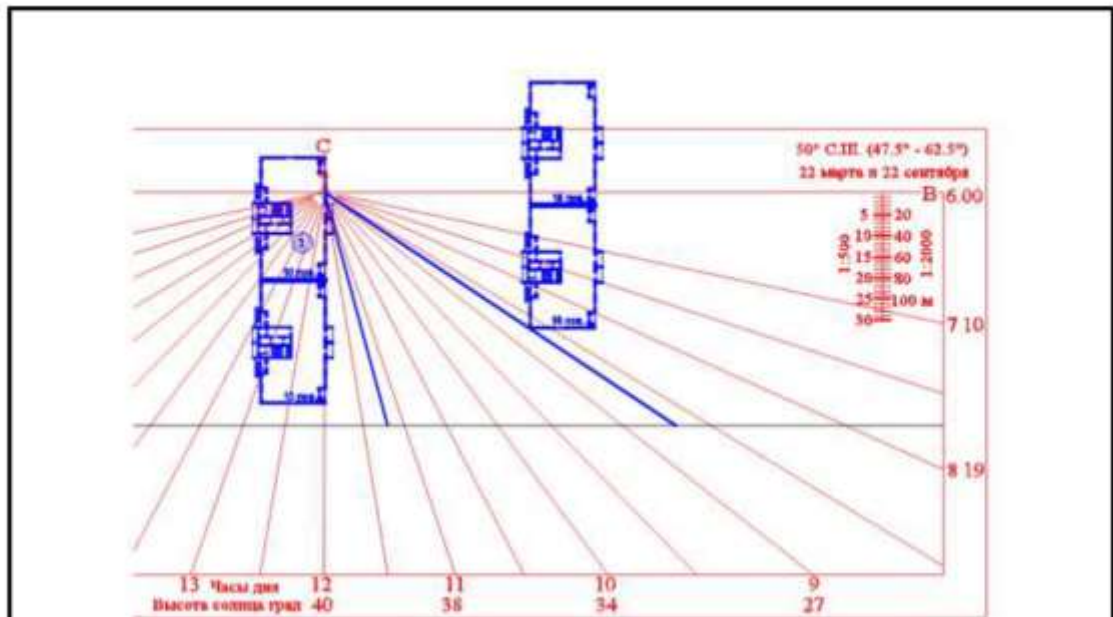 С
50° С.Ш. (47.5° - 62.5°)
22 марта и 22 сентября
В 6 00
5 20
10 40
15 60
20 80
25 100 м
30
1:500
1:2000
7 10
8 19
13 Часы дня 12 11 10 9
Высота солнца град 40 38 34 27